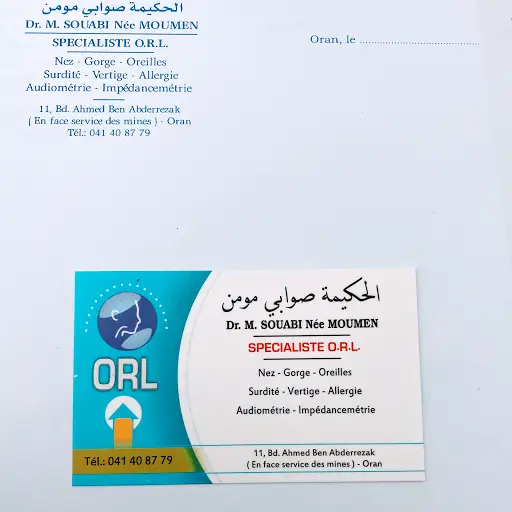 الحكيمة صوابي مومن
Dr. M. SOUABI Née MOUMEN
SPECIALISTE O.R.L.
Nez - Gorge - Oreilles
Surdité - Vertige - Allergie
Audiométrie - Impédancemétrie
11, Bd. Ahmed Ben Abderrezak
( En face service des mines ) - Oran
Tél.: 041 40 87 79
Oran, le ........................................
الحكيمة صوابي مومن
Dr. M. SOUABI Née MOUMEN
SPECIALISTE O.R.L.
Nez - Gorge - Oreilles
Surdité - Vertige - Allergie
Audiométrie - Impédancemétrie
11, Bd. Ahmed Ben Abderrezak
( En face service des mines ) - Oran
ORL
Tél.: 041 40 87 79